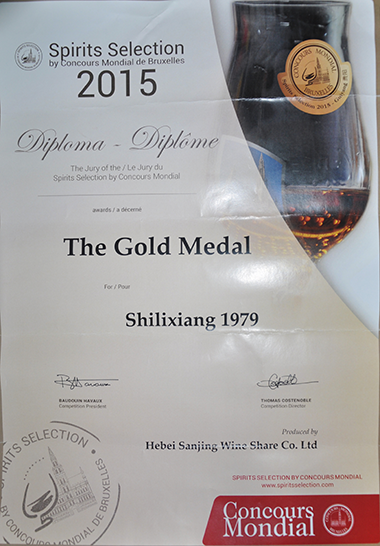 Spirits Selection
by Concours Mondial de Bruxelles
2015
CONCOURS MONDIAL
BRUXELLES
Spirits Selection 2015 - Guiyang
Diploma - Diplôme
The Jury of the / Le Jury du
Spirits Selection by Concours Mondial
awards / a décerné
The Gold Medal
For / Pour
Shilixiang 1979
BAUDOUIN HAVAUX
Competition President
THOMAS COSTENOBLE
Competition Director
Produced by
Hebei Sanjing Wine Share Co. Ltd
SPIRITS SELECTION
BY CONCOURS MONDIAL DE BRUXELLES
SPIRITS SELECTION BY CONCOURS MONDIAL
www.spiritsselection.com
Concours
Mondial